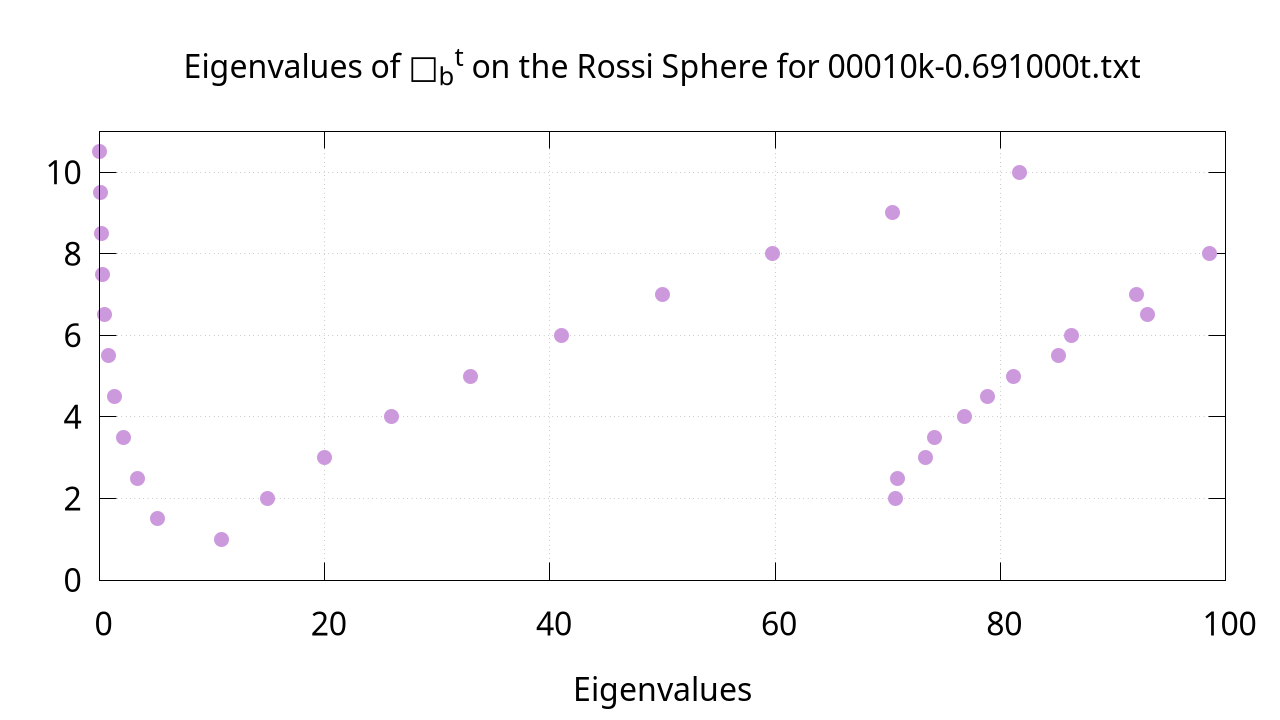 Eigenvalues of □_b^t on the Rossi Sphere for 00010k-0.691000t.txt
10
8
6
4
2
0
0 20 40 60 80 100
Eigenvalues